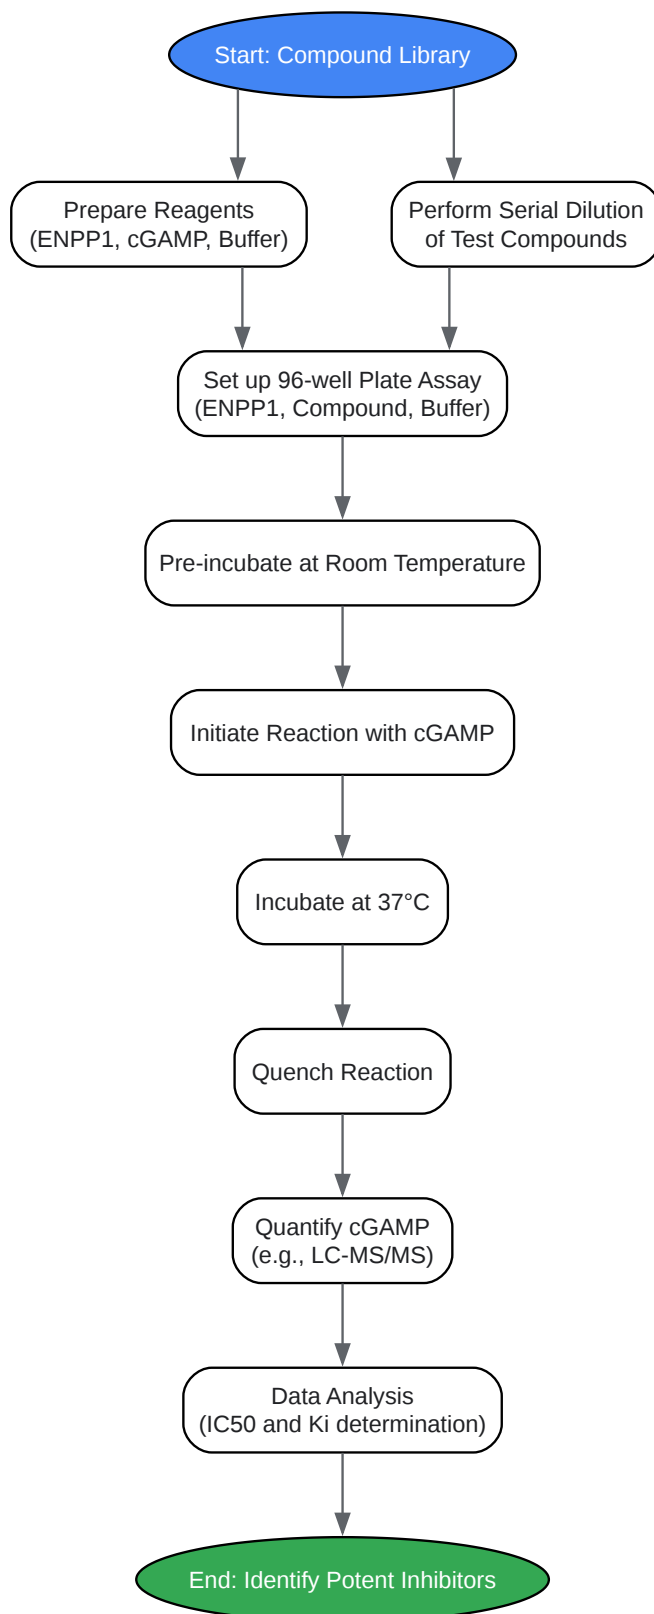 Start: Compound Library
Prepare Reagents
(ENPP1, cGAMP, Buffer)
Perform Serial Dilution
of Test Compounds
Set up 96-well Plate Assay
(ENPP1, Compound, Buffer)
Pre-incubate at Room Temperature
Initiate Reaction with cGAMP
Incubate at 37°C
Quench Reaction
Quantify cGAMP
(e.g., LC-MS/MS)
Data Analysis
(IC50 and Ki determination)
End: Identify Potent Inhibitors